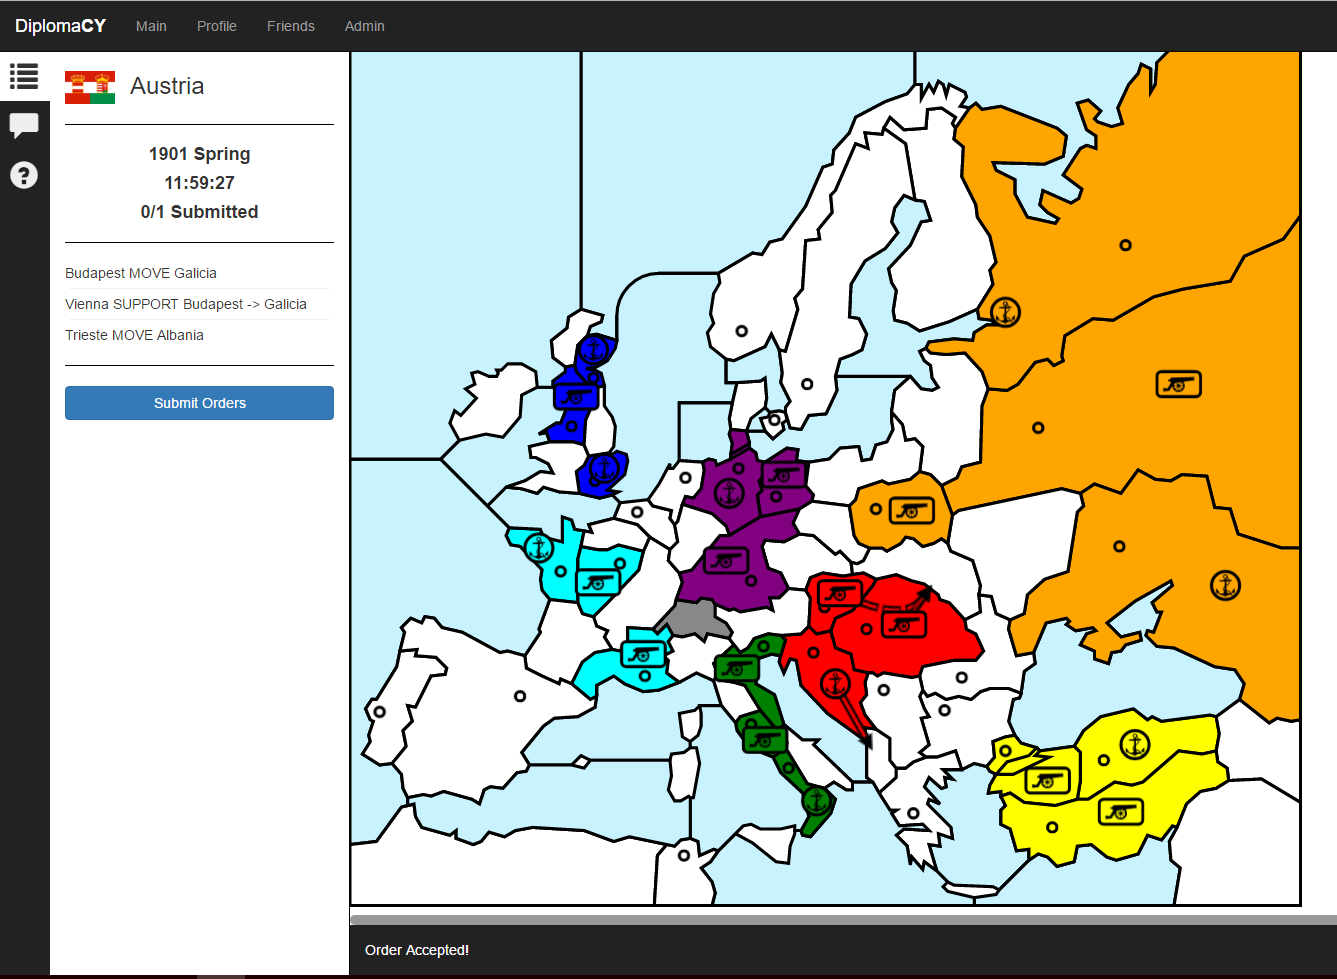 DiplomaCY Main Profile Friends Admin
Austria
1901 Spring
11:59:27
0/1 Submitted
Budapest MOVE Galicia
Vienna SUPPORT Budapest -> Galicia
Trieste MOVE Albania
Submit Orders
Order Accepted!